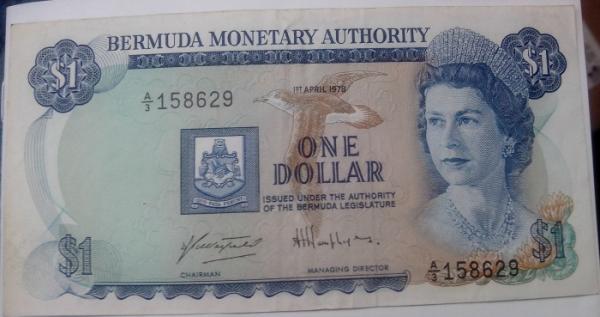 BERMUDA MONETARY AUTHORITY
$1
$1
A/3 158629
1ST APRIL 1978
ONE
DOLLAR
ISSUED UNDER THE AUTHORITY
OF THE BERMUDA LEGISLATURE
CHAIRMAN
MANAGING DIRECTOR
$1
A/3 158629
$1